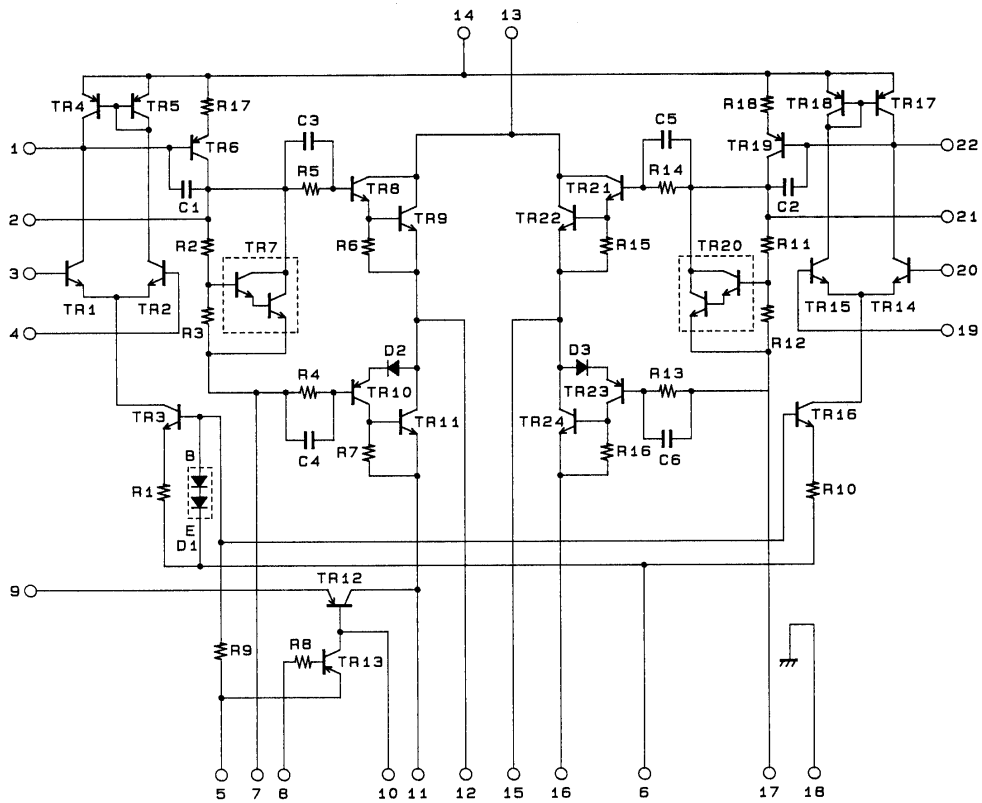 14 13
TR4 TR5 R17 R18 TR18 TR17
C3 C5
1 TR6 TR19 22
R5 TR8 TR21 R14
C1 C2
2 TR9 TR22 21
R2 TR7 R6 R15 TR20 R11
3 20
TR1 TR2 TR15 TR14
4 R3 R12 19
D2 D3
R4 TR10 TR23 R13
TR3 TR11 TR24 TR16
C4 R7 R16 C6
B
R1 R10
E
D1
TR12
9
R9 R8 TR13
5 7 8 10 11 12 15 16 6 17 18